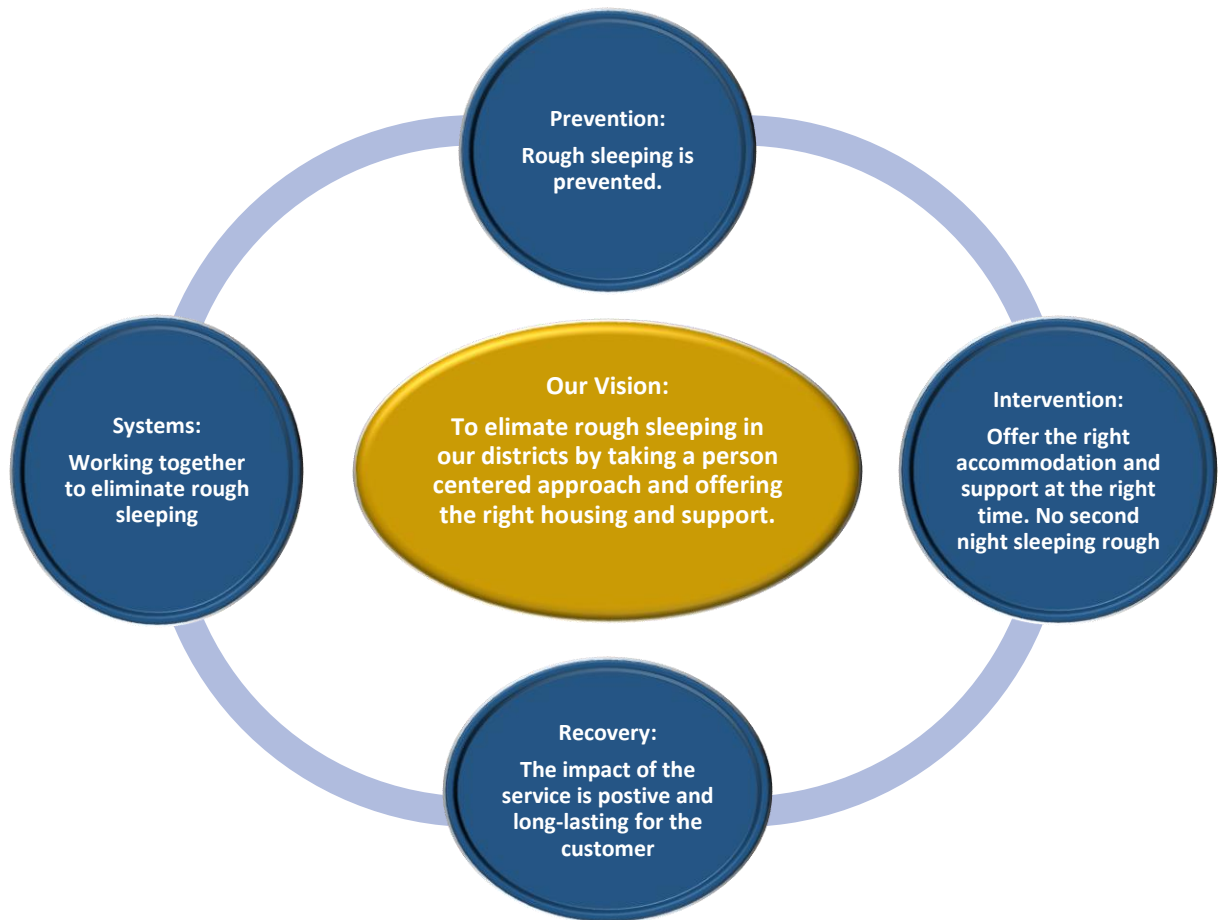 Prevention:
Rough sleeping is
prevented.
Systems:
Working together
to eliminate rough
sleeping
Our Vision:
To elimate rough sleeping in
our districts by taking a person
centered approach and offering
the right housing and support.
Intervention:
Offer the right
accommodation and
support at the right
time. No second
night sleeping rough
Recovery:
The impact of the
service is postive and
long-lasting for the
customer